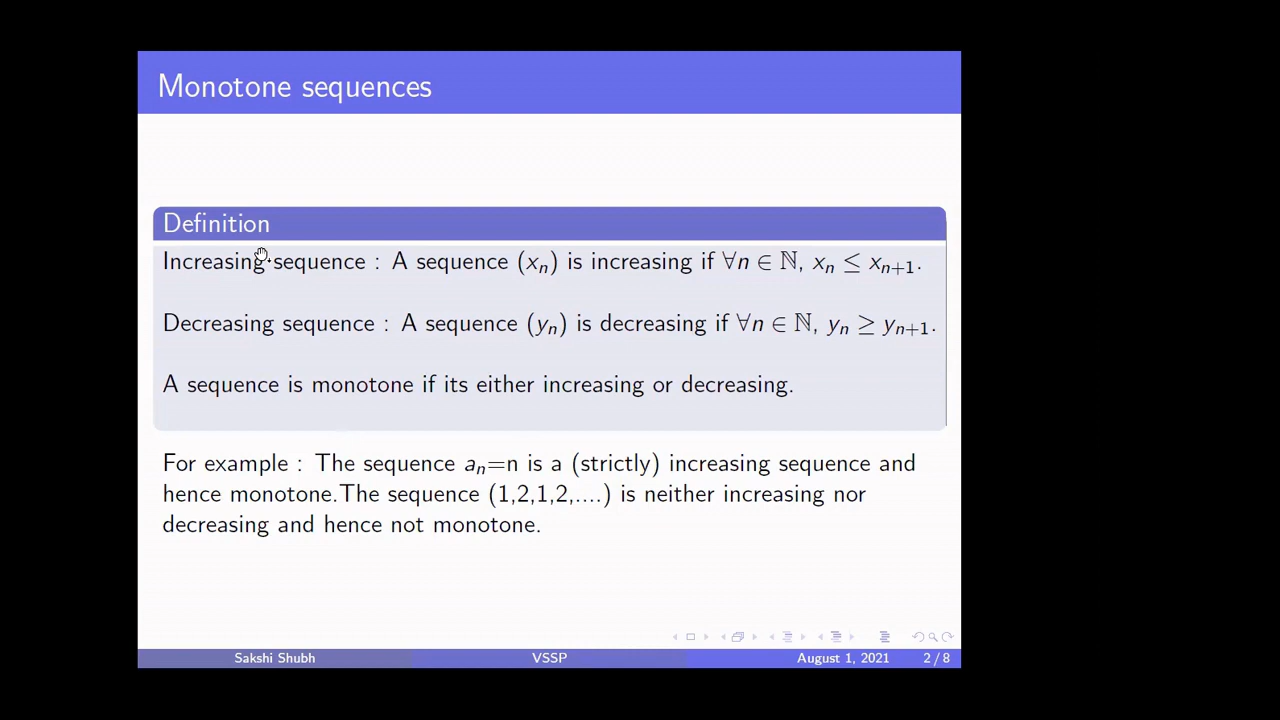 Monotone sequences
Definition
Increasing sequence : A sequence (xₙ) is increasing if ∀n ∈ ℕ, xₙ ≤ xₙ₊₁.
Decreasing sequence : A sequence (yₙ) is decreasing if ∀n ∈ ℕ, yₙ ≥ yₙ₊₁.
A sequence is monotone if its either increasing or decreasing.
For example : The sequence aₙ=n is a (strictly) increasing sequence and
hence monotone.The sequence (1,2,1,2,....) is neither increasing nor
decreasing and hence not monotone.
Sakshi Shubh VSSP August 1, 2021 2 / 8